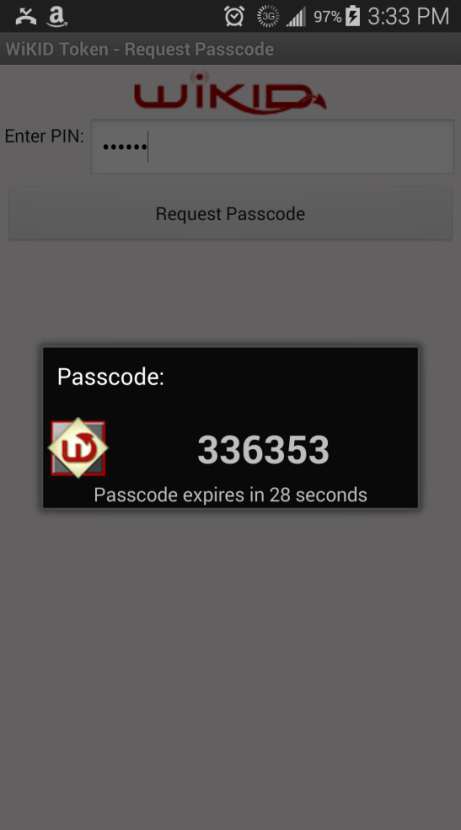 3G 97% 3:33 PM
WiKID Token - Request Passcode
WiKID
Enter PIN: ••••••
Request Passcode
Passcode:
336353
Passcode expires in 28 seconds